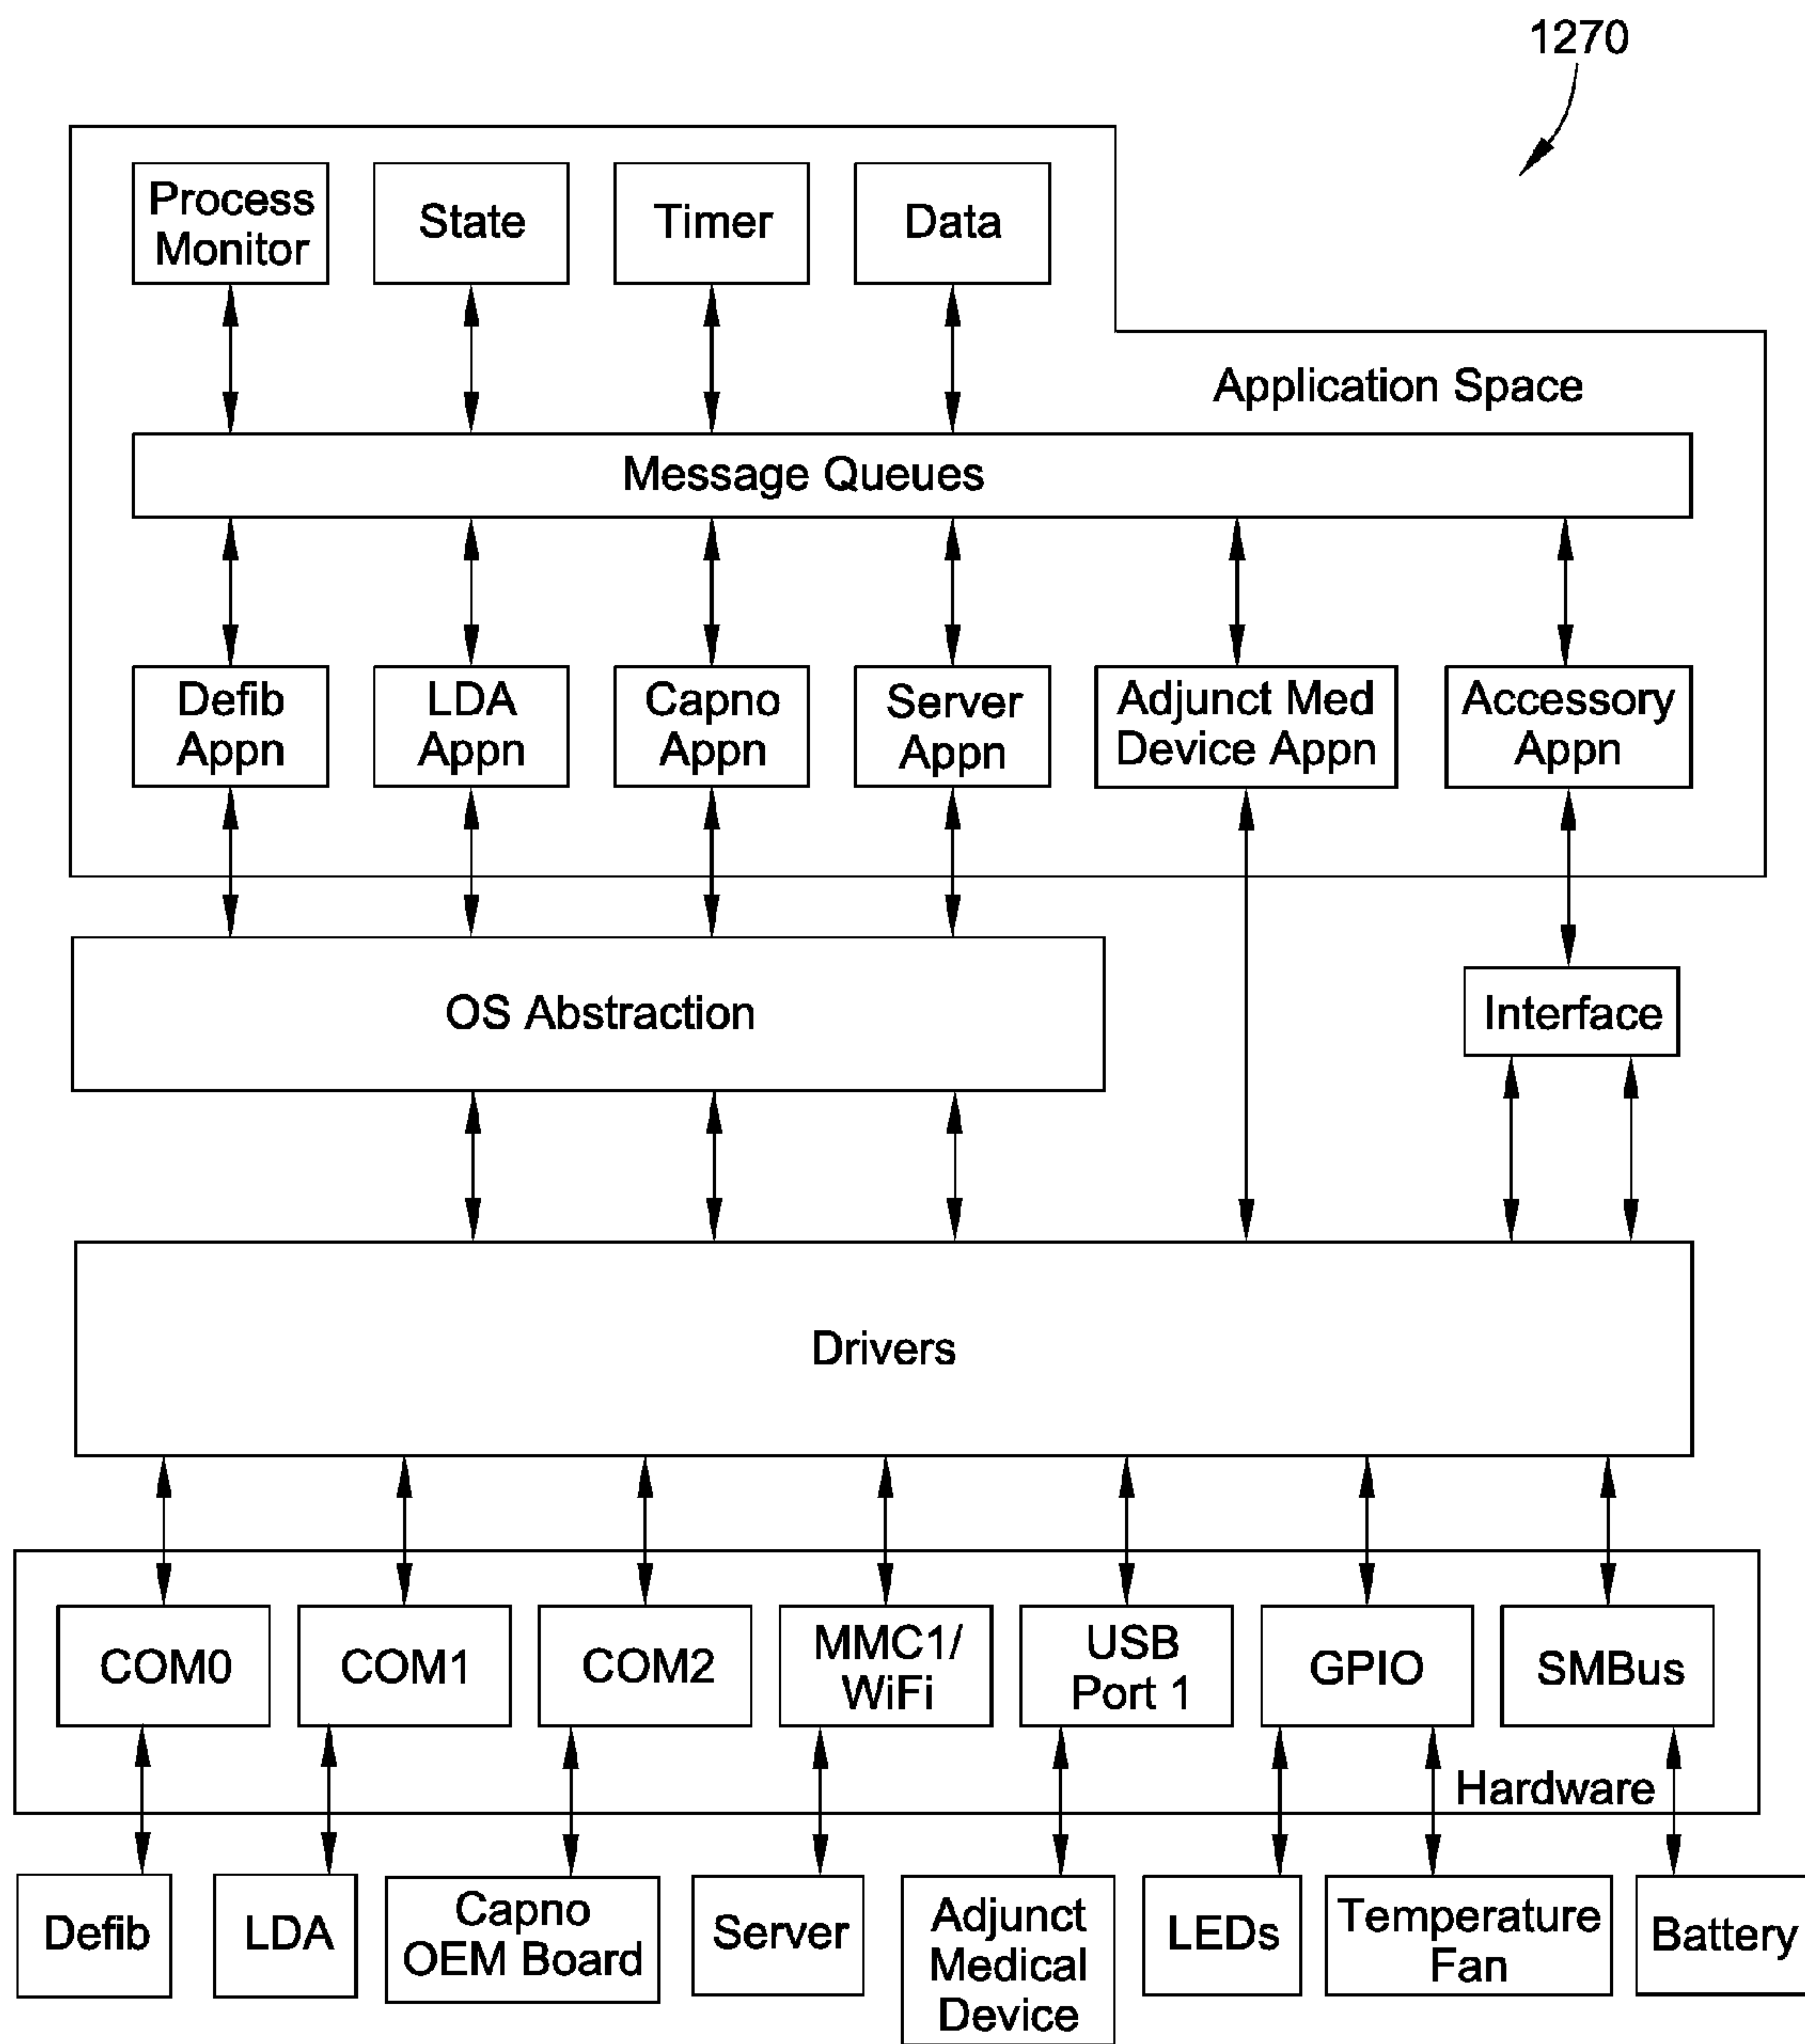 1270
Process
Monitor
State
Timer
Data
Application Space
Message Queues
Defib
Appn
LDA
Appn
Capno
Appn
Server
Appn
Adjunct Med
Device Appn
Accessory
Appn
OS Abstraction
Interface
Drivers
COM0
COM1
COM2
MMC1/
WiFi
USB
Port 1
GPIO
SMBus
Hardware
Defib
LDA
Capno
OEM Board
Server
Adjunct
Medical
Device
LEDs
Temperature
Fan
Battery